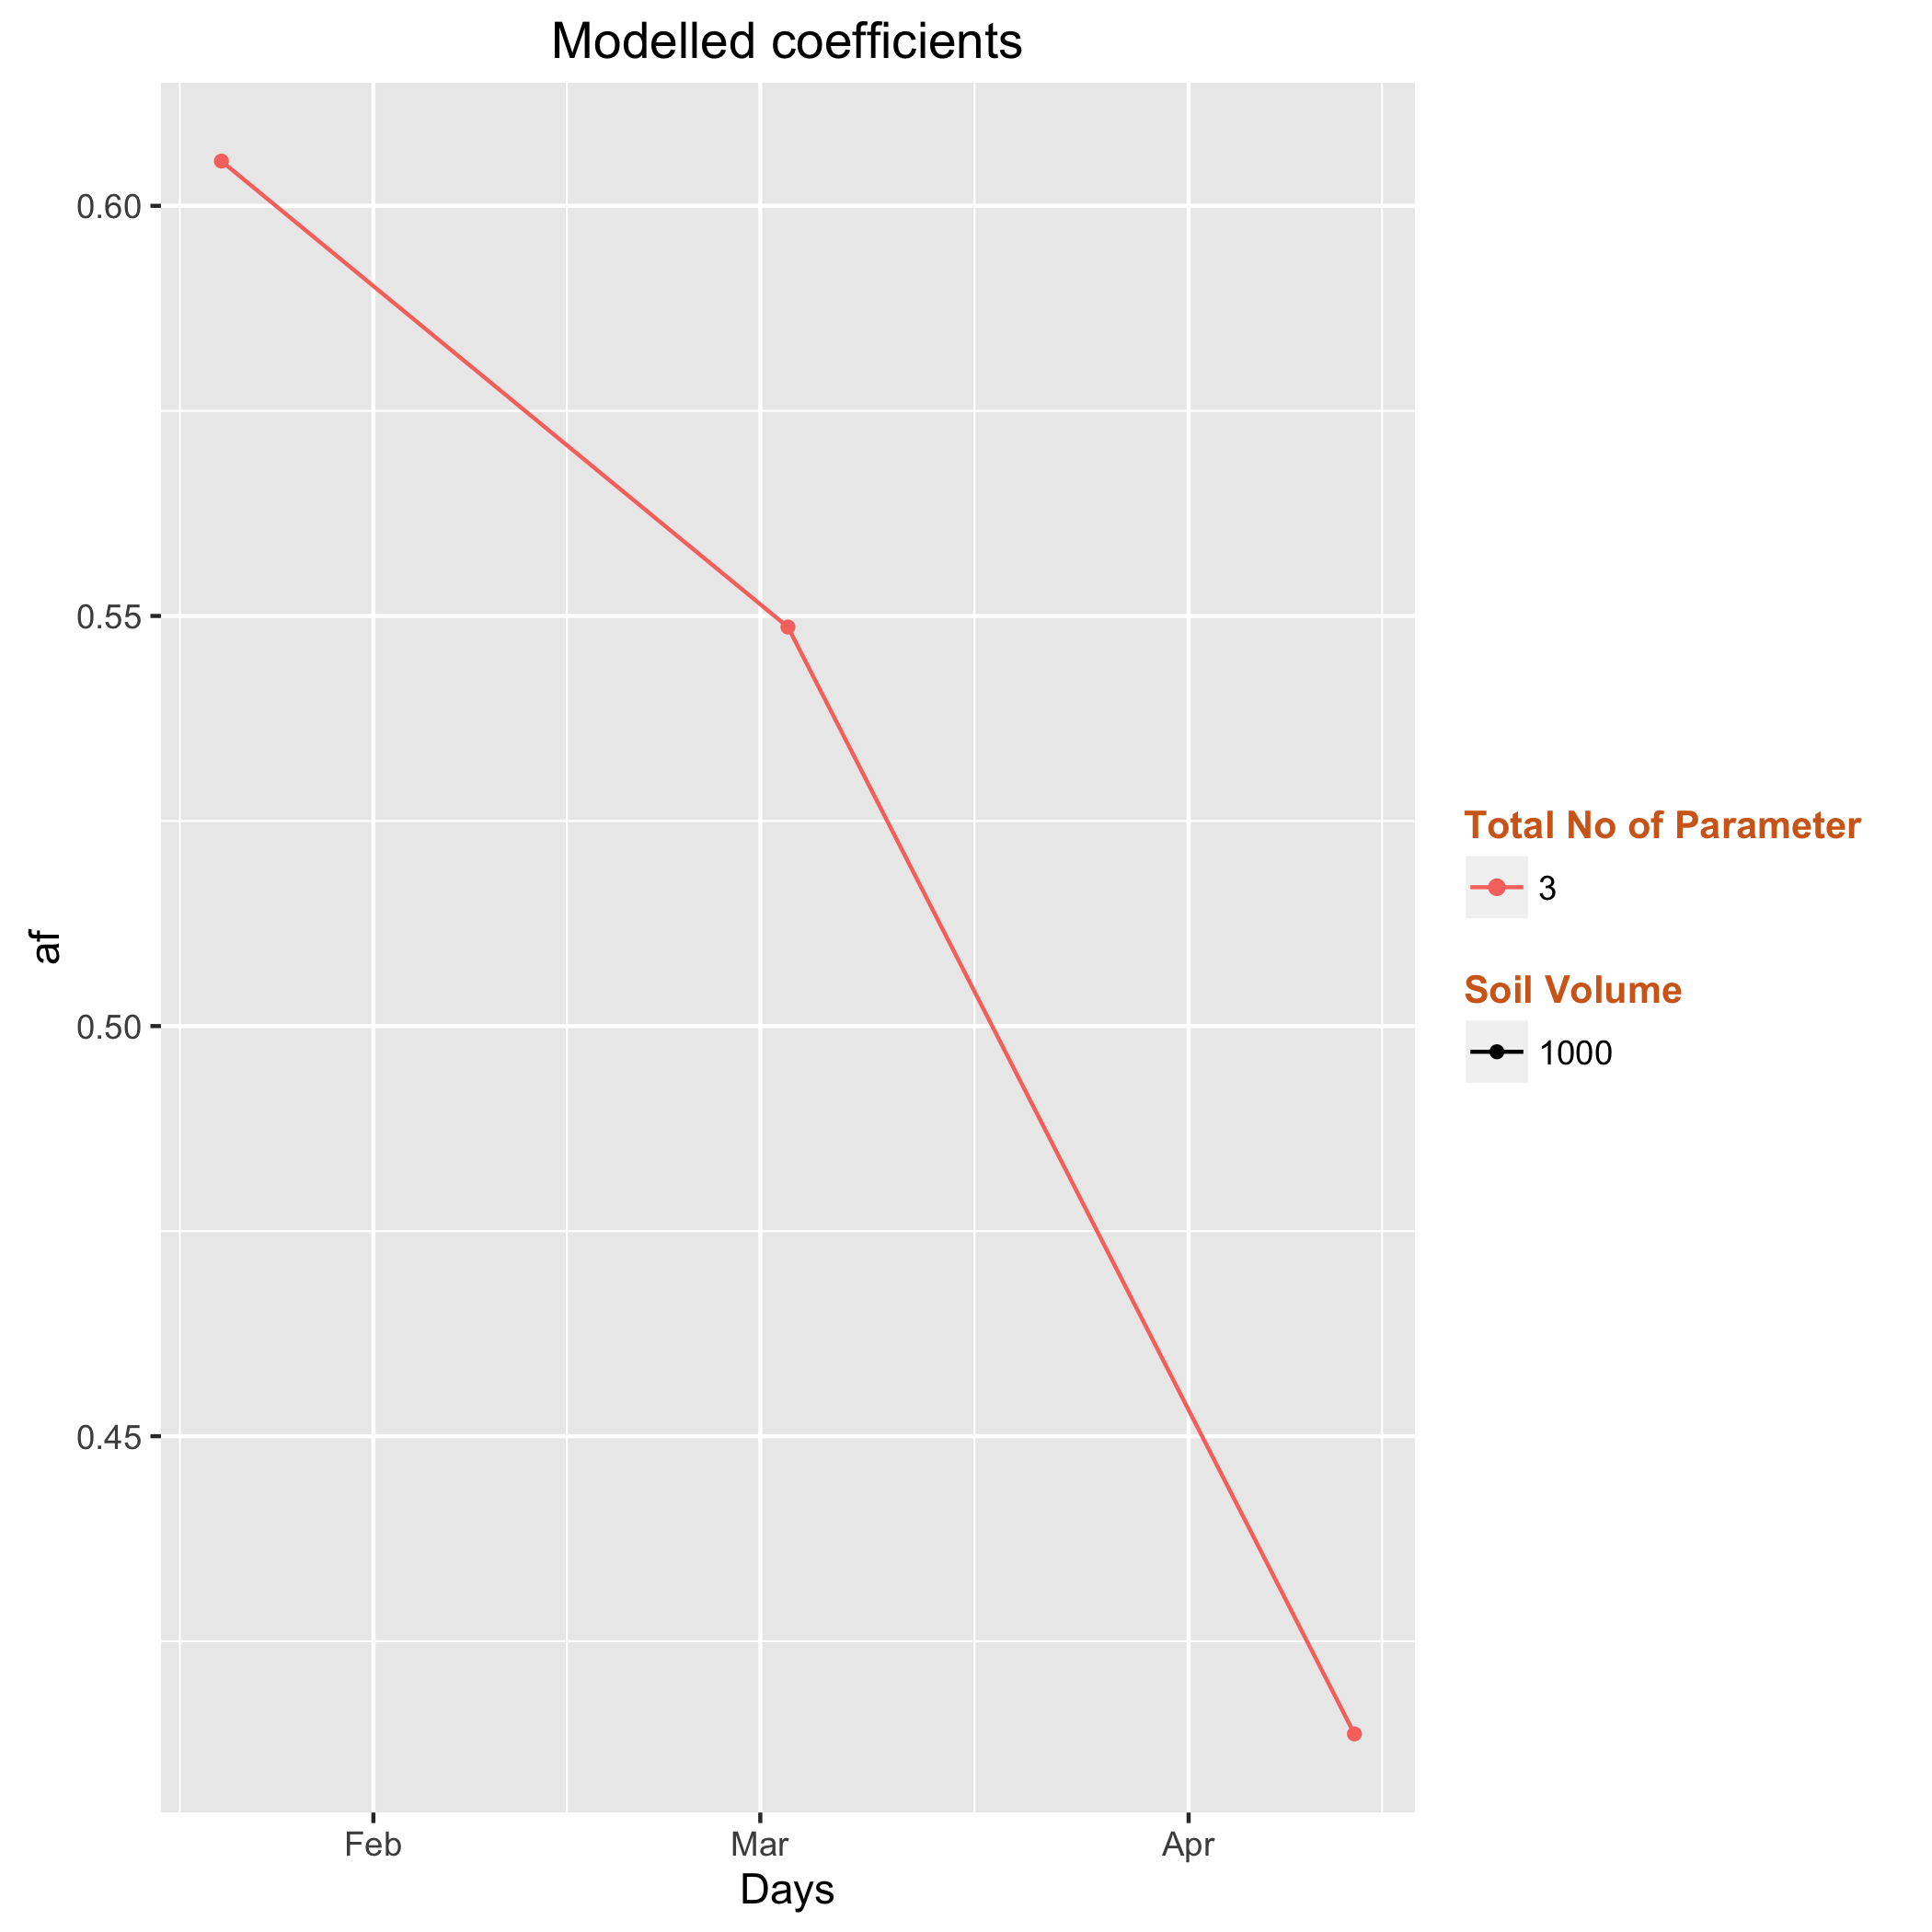 Modelled coefficients
0.60
0.55
0.50
0.45
af
Feb
Mar
Apr
Days
Total No of Parameter
3
Soil Volume
1000